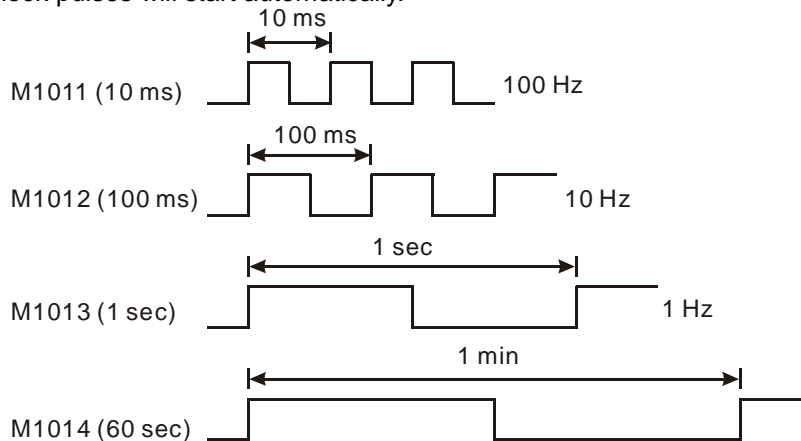 pulses will start automatically.
10 ms
M1011 (10 ms)
100 Hz
100 ms
M1012 (100 ms)
10 Hz
1 sec
M1013 (1 sec)
1 Hz
1 min
M1014 (60 sec)